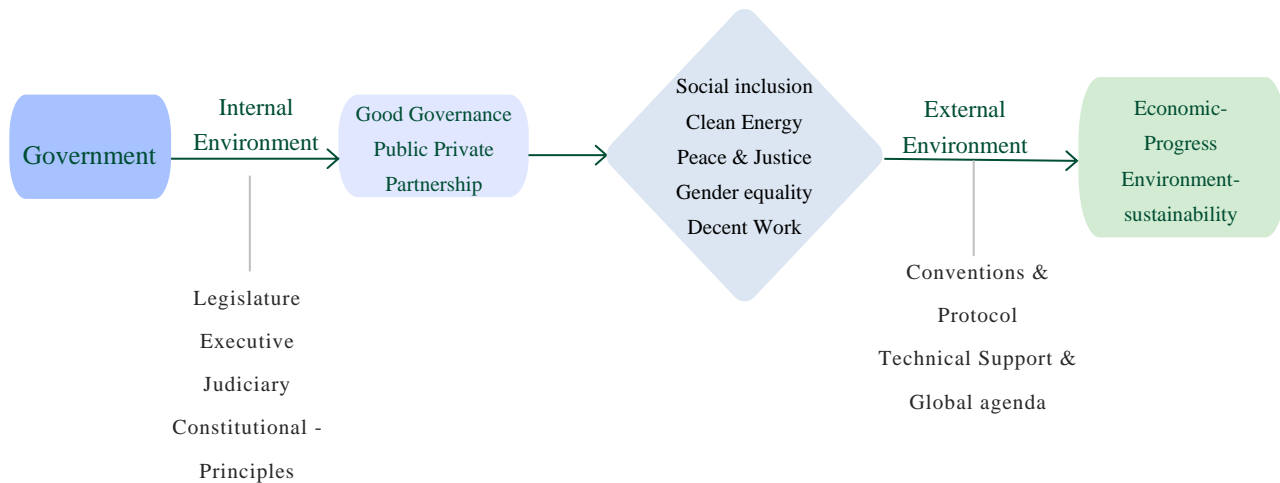 Government
Internal
Environment
Legislature
Executive
Judiciary
Constitutional -
Principles
Good Governance
Public Private
Partnership
Social inclusion
Clean Energy
Peace & Justice
Gender equality
Decent Work
External
Environment
Conventions &
Protocol
Technical Support &
Global agenda
Economic-
Progress
Environment-
sustainability